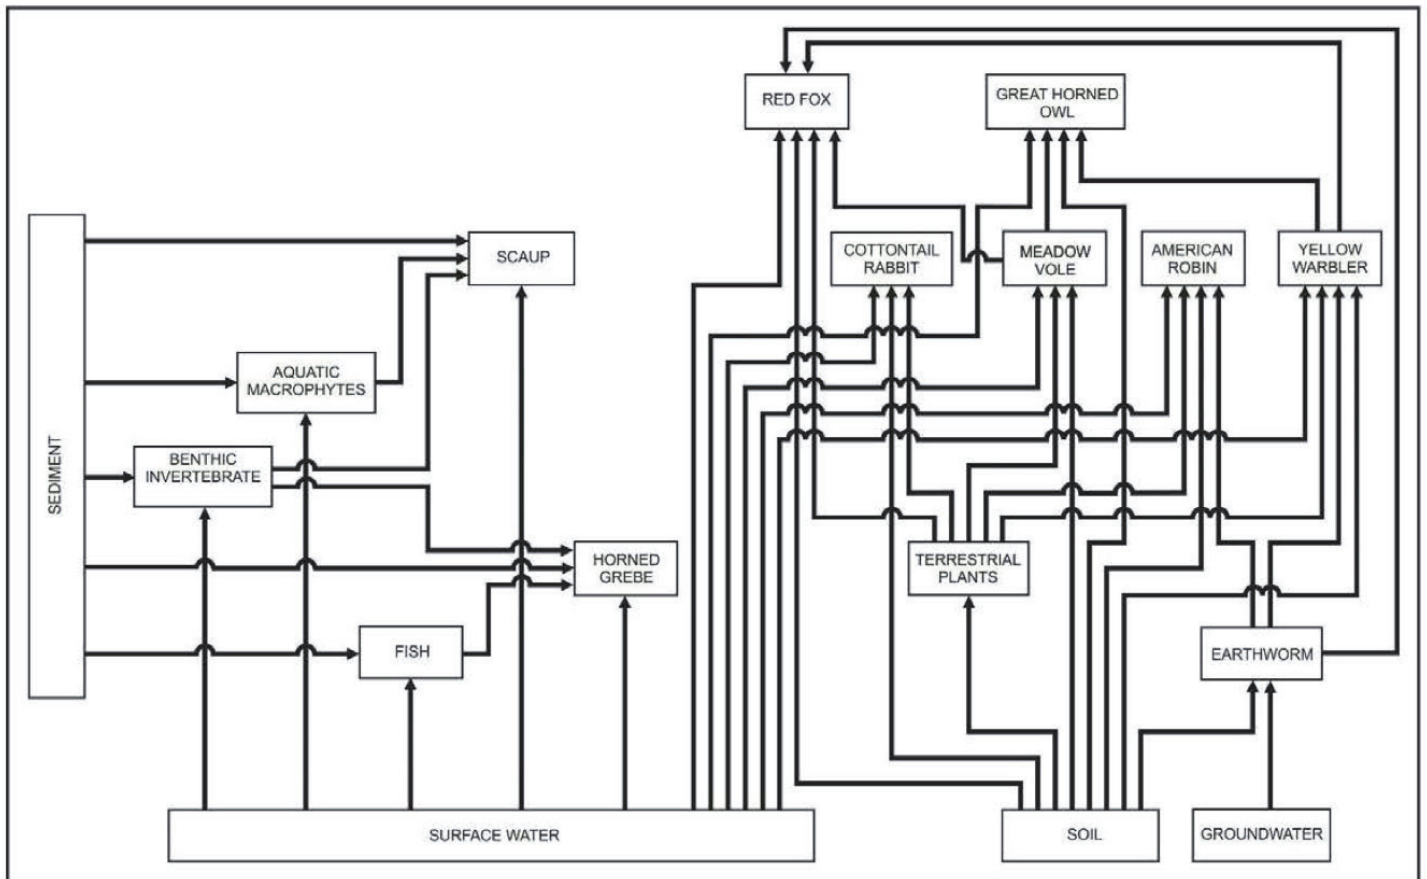 RED FOX
GREAT HORNED
OWL
SCAUP
COTTONTAIL
RABBIT
MEADOW
VOLE
AMERICAN
ROBIN
YELLOW
WARBLER
AQUATIC
MACROPHYTES
SEDIMENT
BENTHIC
INVERTEBRATE
HORNED
GREBE
TERRESTRIAL
PLANTS
FISH
EARTHWORM
SURFACE WATER
SOIL
GROUNDWATER